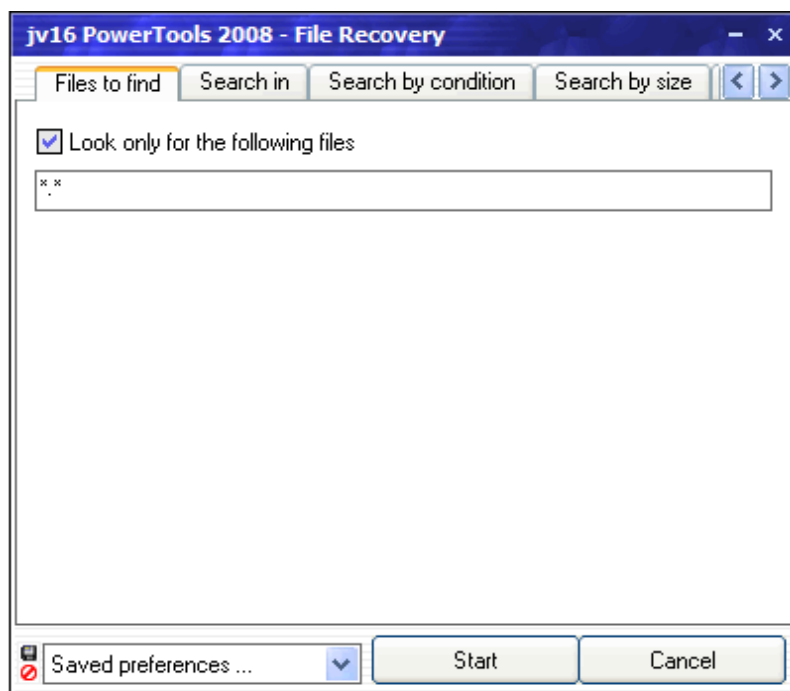 jv16 PowerTools 2008 - File Recovery
Files to find Search in Search by condition Search by size
Look only for the following files
*.*
Saved preferences ... Start Cancel